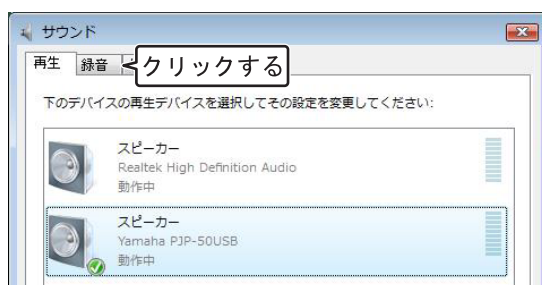 サウンド
再生 録音
クリックする
下のデバイスの再生デバイスを選択してその設定を変更してください:
スピーカー
Realtek High Definition Audio
動作中
スピーカー
Yamaha PJP-50USB
動作中